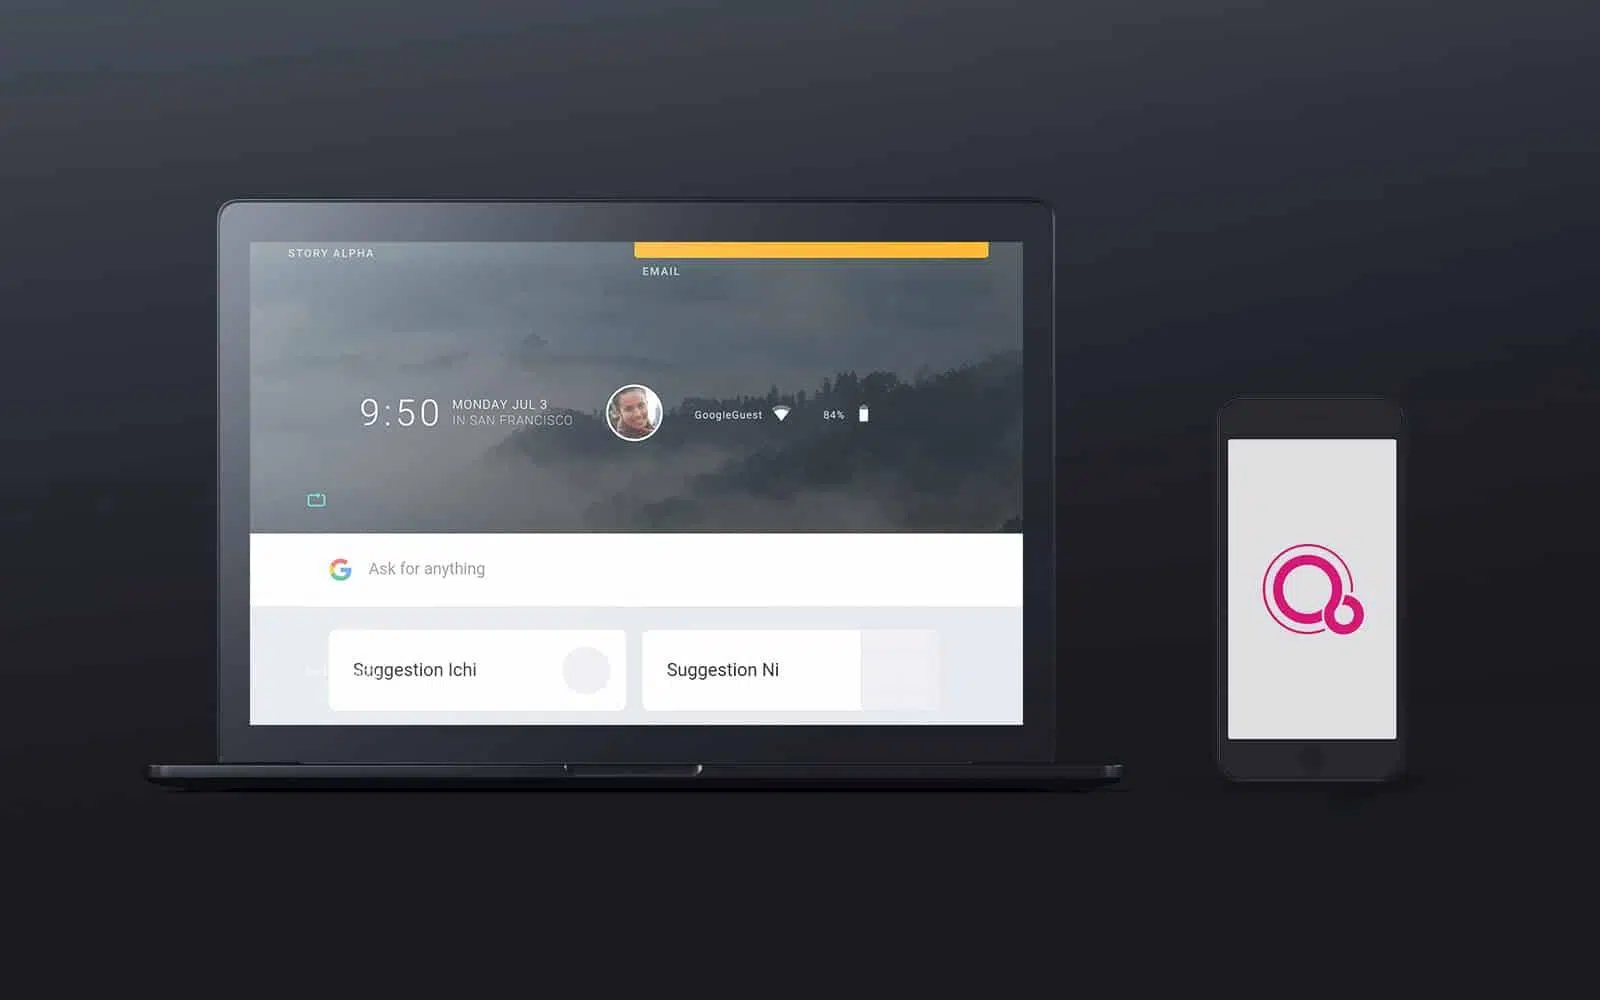 STORY ALPHA
EMAIL
9:50
MONDAY JUL 3
IN SAN FRANCISCO
GoogleGuest
84%
Ask for anything
Suggestion Ichi
Suggestion Ni